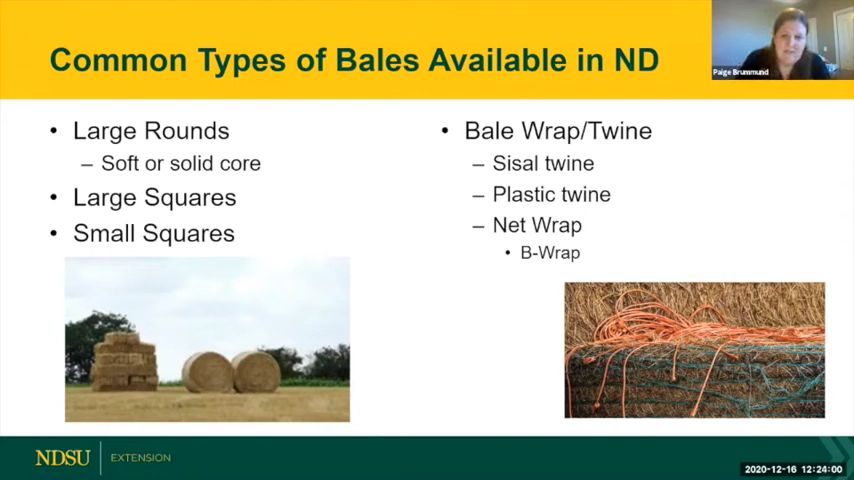 Common Types of Bales Available in ND
Paige Brummund
• Large Rounds
– Soft or solid core
• Large Squares
• Small Squares
• Bale Wrap/Twine
– Sisal twine
– Plastic twine
– Net Wrap
• B-Wrap
NDSU EXTENSION
2020-12-16 12:24:00